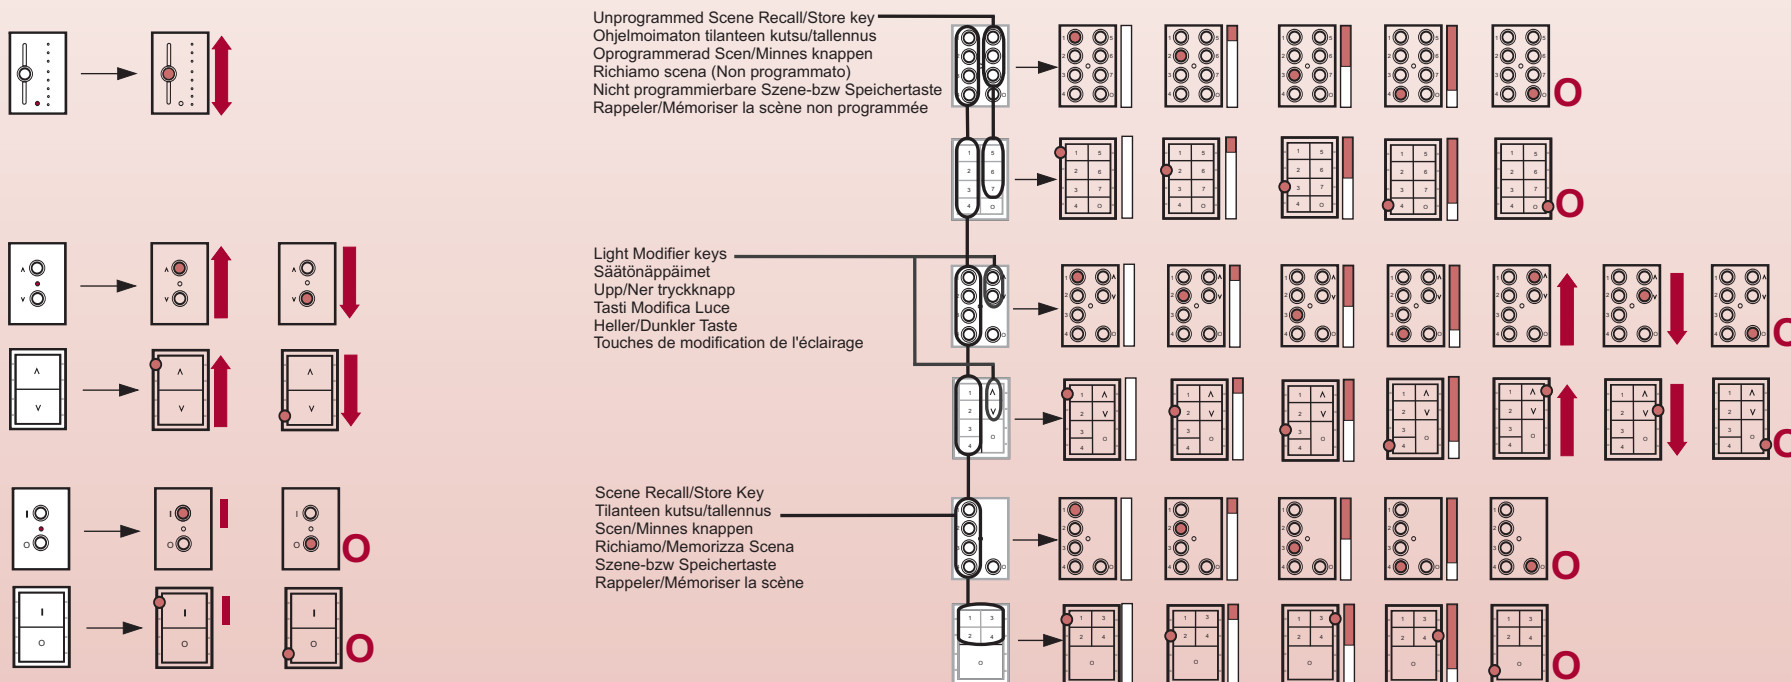 Unprogrammed Scene Recall/Store key
Ohjelmoimaton tilanteen kutsu/tallennus
Oprogrammerad Scen/Minnes knappen
Richiamo scena (Non programmato)
Nicht programmierbare Szene-bzw Speichertaste
Rappeler/Mémoriser la scène non programmée
Light Modifier keys
Säätönäppäimet
Upp/Ner tryckknapp
Tasti Modifica Luce
Heller/Dunkler Taste
Touches de modification de l'éclairage
Scene Recall/Store Key
Tilanteen kutsu/tallennus
Scen/Minnes knappen
Richiamo/Memorizza Scena
Szene-bzw Speichertaste
Rappeler/Mémoriser la scène